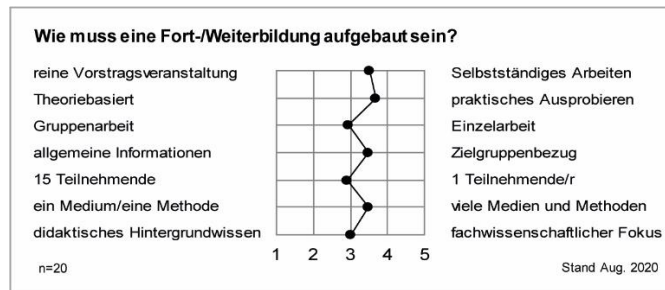 Wie muss eine Fort-/Weiterbildung aufgebaut sein?
reine Vorstragsveranstaltung Selbstständiges Arbeiten
Theoriebasiert praktisches Ausprobieren
Gruppenarbeit Einzelarbeit
allgemeine Informationen Zielgruppenbezug
15 Teilnehmende 1 Teilnehmende/r
ein Medium/eine Methode viele Medien und Methoden
didaktisches Hintergrundwissen fachwissenschaftlicher Fokus
1 2 3 4 5
n=20 Stand Aug. 2020